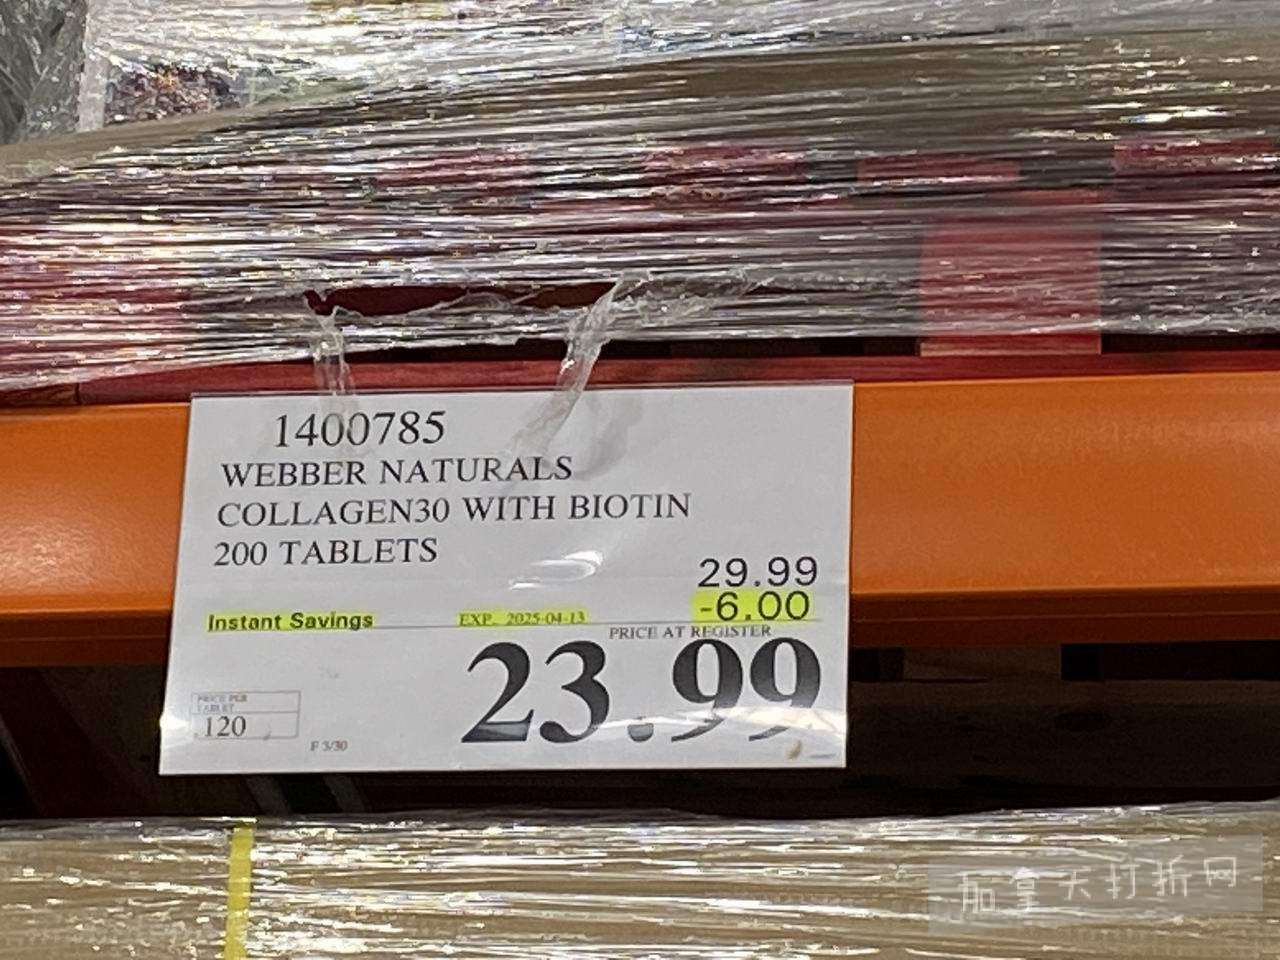 1400785
WEBBER NATURALS
COLLAGEN30 WITH BIOTIN
200 TABLETS
29.99
-6.00
Instant Savings
EXP. 2025-04-13
PRICE AT REGISTER
23.99
PRICE PER
TABLET
.120
F 3/30
加拿大打折网